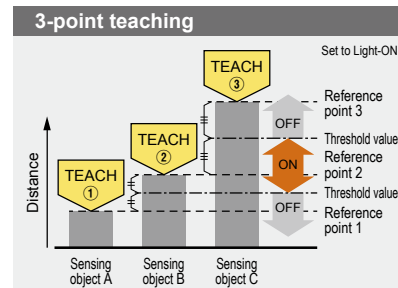 3-point teaching
Set to Light-ON
TEACH
③
TEACH
②
TEACH
①
Distance
OFF
ON
OFF
Reference
point 3
Threshold value
Reference
point 2
Threshold value
Reference
point 1
Sensing
object A
Sensing
object B
Sensing
object C